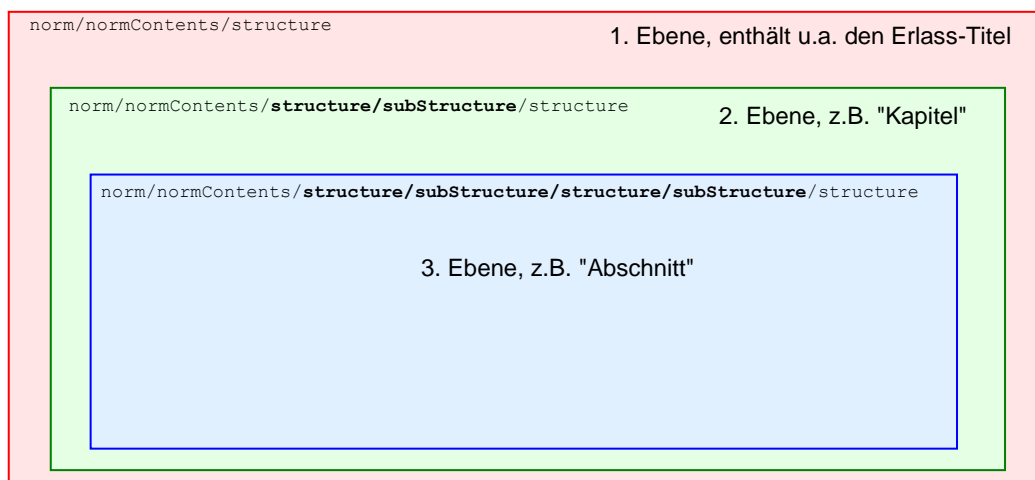 norm/normContents/structure
1. Ebene, enthält u.a. den Erlass-Titel
norm/normContents/structure/subStructure/structure
2. Ebene, z.B. "Kapitel"
norm/normContents/structure/subStructure/structure/subStructure/structure
3. Ebene, z.B. "Abschnitt"